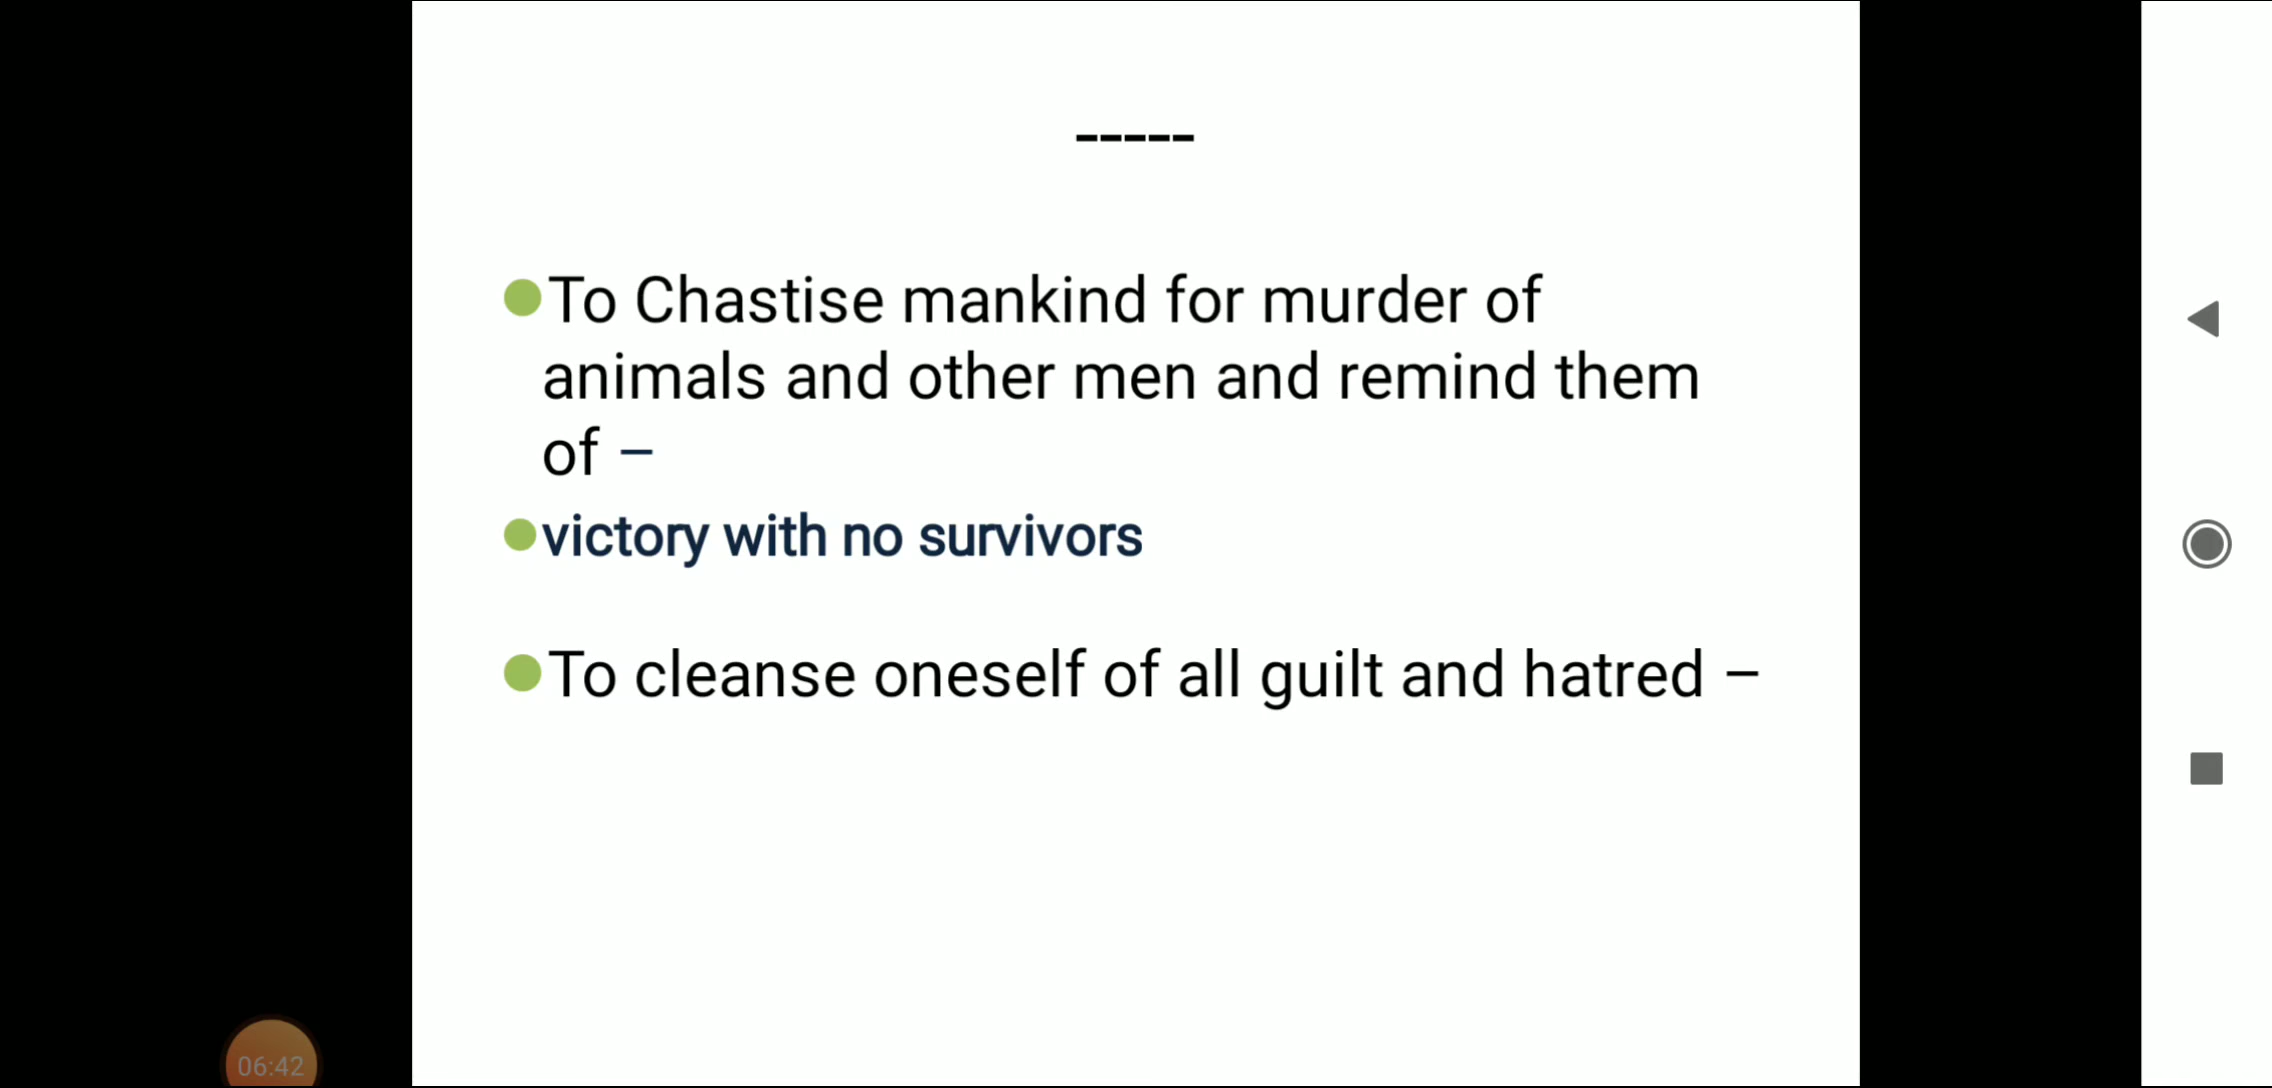 -----
To Chastise mankind for murder of
animals and other men and remind them
of –
victory with no survivors
To cleanse oneself of all guilt and hatred –
06:42